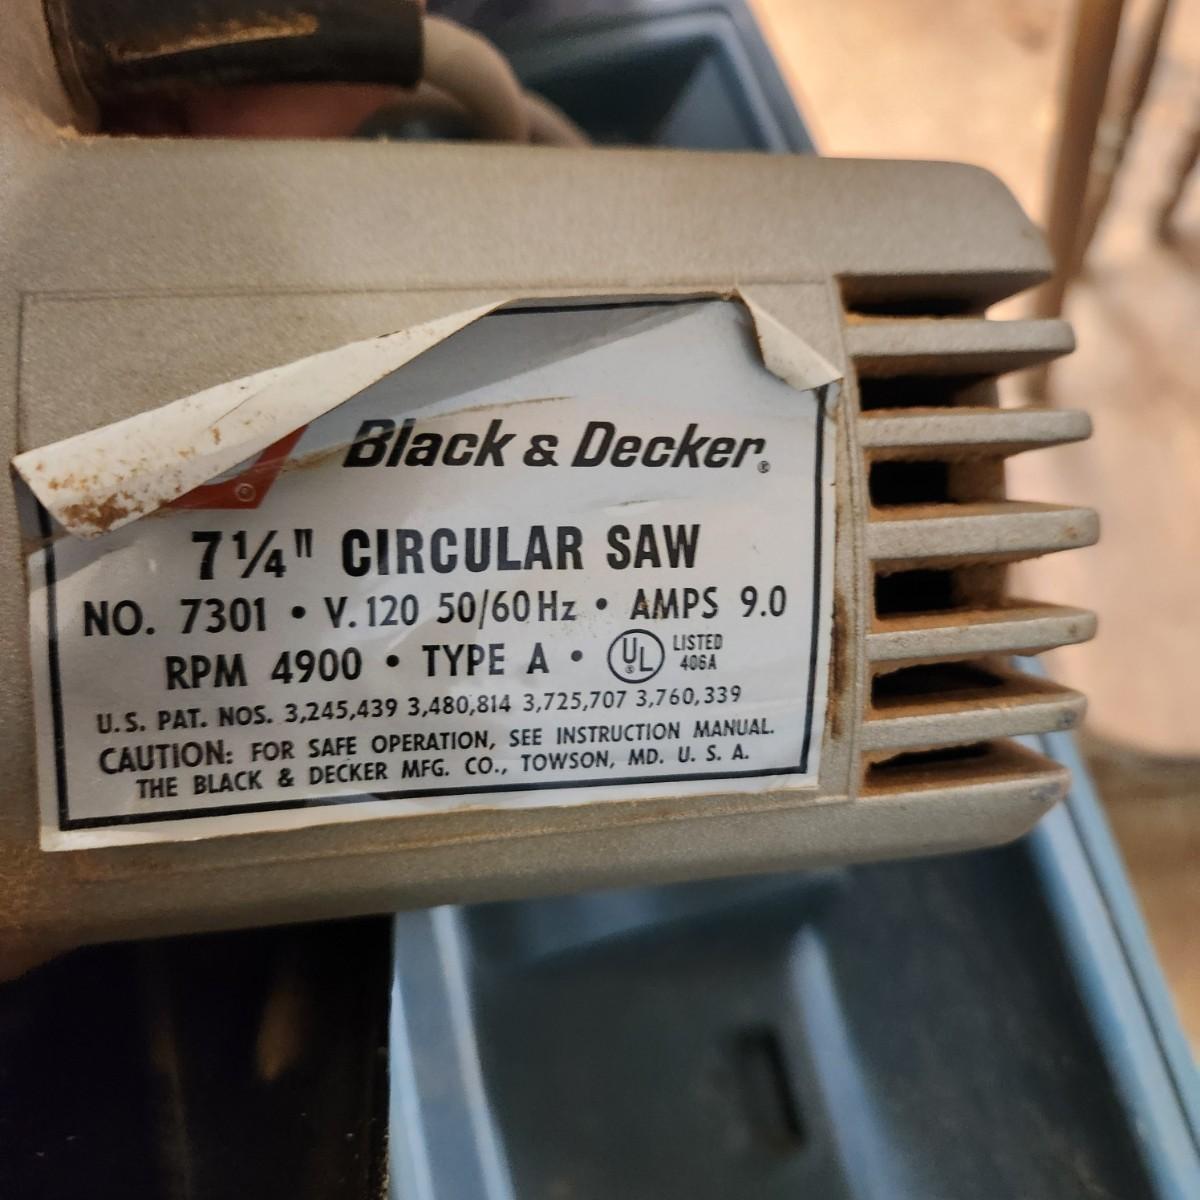 Black & Decker®
7 1/4" CIRCULAR SAW
NO. 7301 • V. 120 50/60 Hz • AMPS 9.0
RPM 4900 • TYPE A • UL® LISTED 406A
U.S. PAT. NOS. 3,245,439 3,480,814 3,725,707 3,760,339
CAUTION: FOR SAFE OPERATION, SEE INSTRUCTION MANUAL.
THE BLACK & DECKER MFG. CO., TOWSON, MD. U. S. A.